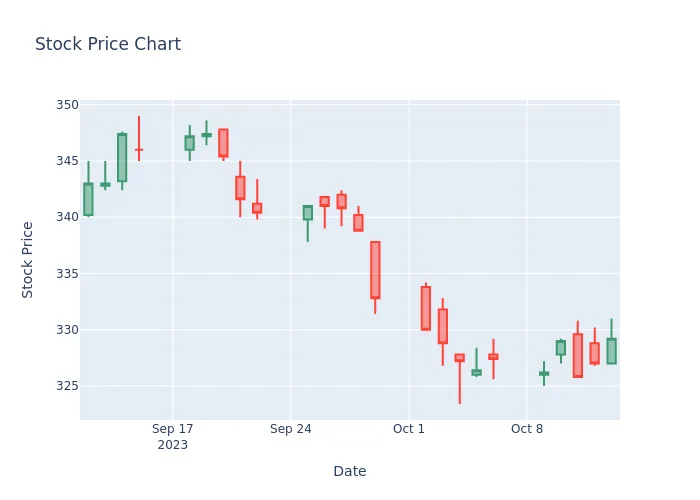 Stock Price Chart
350
345
340
335
330
325
Stock Price
Sep 17
2023
Sep 24
Oct 1
Oct 8
Date